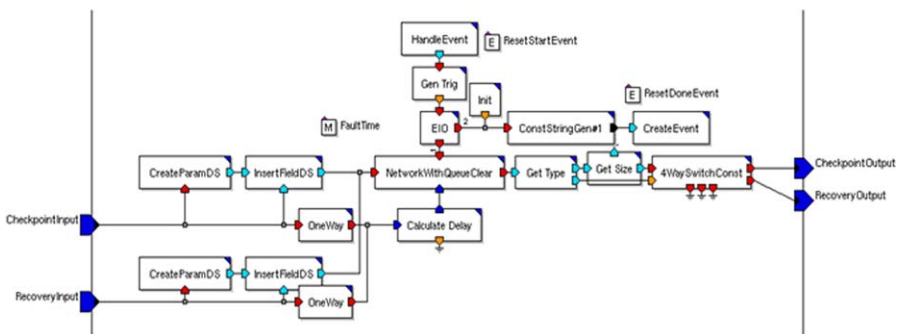 HandleEvent
E ResetStartEvent
Gen Trig
Init
E ResetDoneEvent
M FaultTime
EIO
2
ConstStringGen#1
CreateEvent
1
CreateParamDS
InsertFieldDS
NetworkWithQueueClear
Get Type
Get Size
4WaySwitchConst
CheckpointOutput
RecoveryOutput
CheckpointInput
OneWay
Calculate Delay
CreateParamDS
InsertFieldDS
RecoveryInput
OneWay